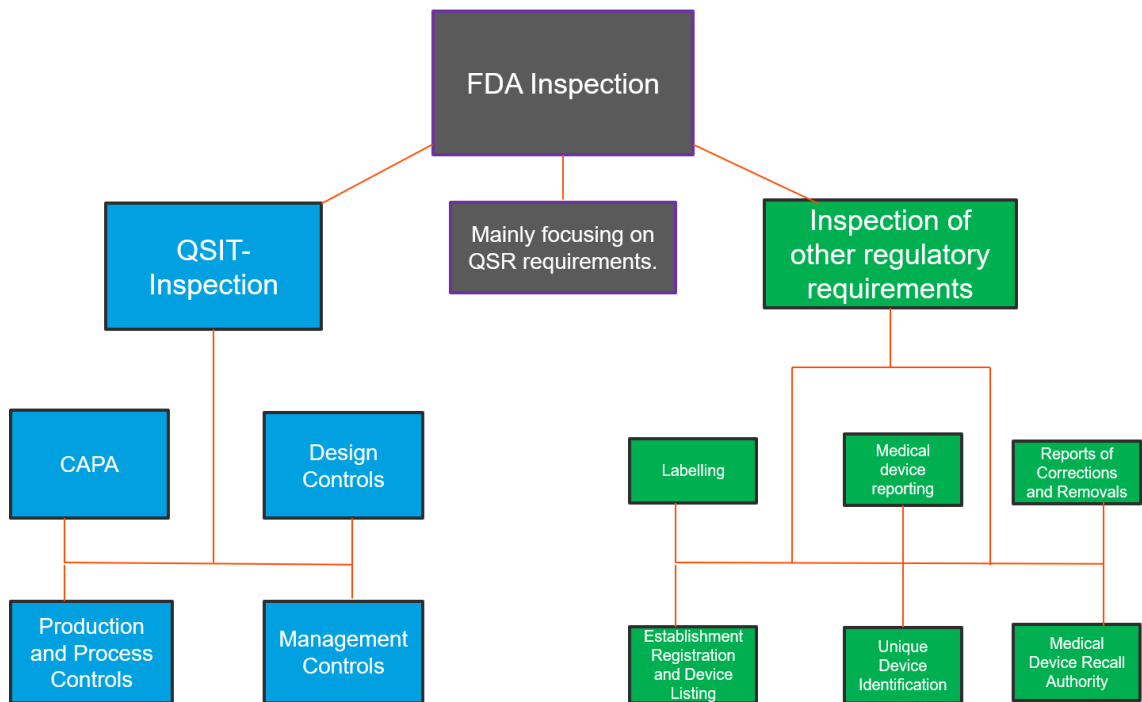 FDA Inspection
QSIT-
Inspection
Mainly focusing on
QSR requirements.
Inspection of
other regulatory
requirements
CAPA
Design
Controls
Labelling
Medical
device
reporting
Reports of
Corrections
and Removals
Production
and Process
Controls
Management
Controls
Establishment
Registration
and Device
Listing
Unique
Device
Identification
Medical
Device Recall
Authority